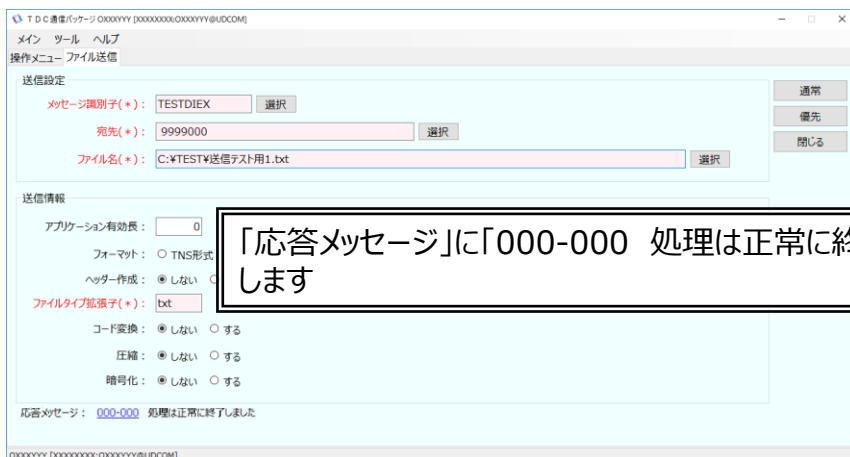 TDC通信パッケージ OXXXYYY [XXXXXXXX:OXXXYYY@UDCOM]
メイン ツール ヘルプ
操作メニュー ファイル送信
送信設定
メッセージ識別子(*): TESTDIEX 選択
宛先(*): 9999000 選択
ファイル名(*): C:¥TEST¥送信テスト用1.txt 選択
通常
優先
閉じる
送信情報
アプリケーション有効長: 0
フォーマット: TNS形式
ヘッダー作成: しない
ファイルタイプ拡張子(*): txt
コード変換: しない する
圧縮: しない する
暗号化: しない する
「応答メッセージ」に「000-000 処理は正常に終
します
応答メッセージ: 000-000 処理は正常に終了しました
OXXXYYY [XXXXXXXX:OXXXYYY@UDCOM]